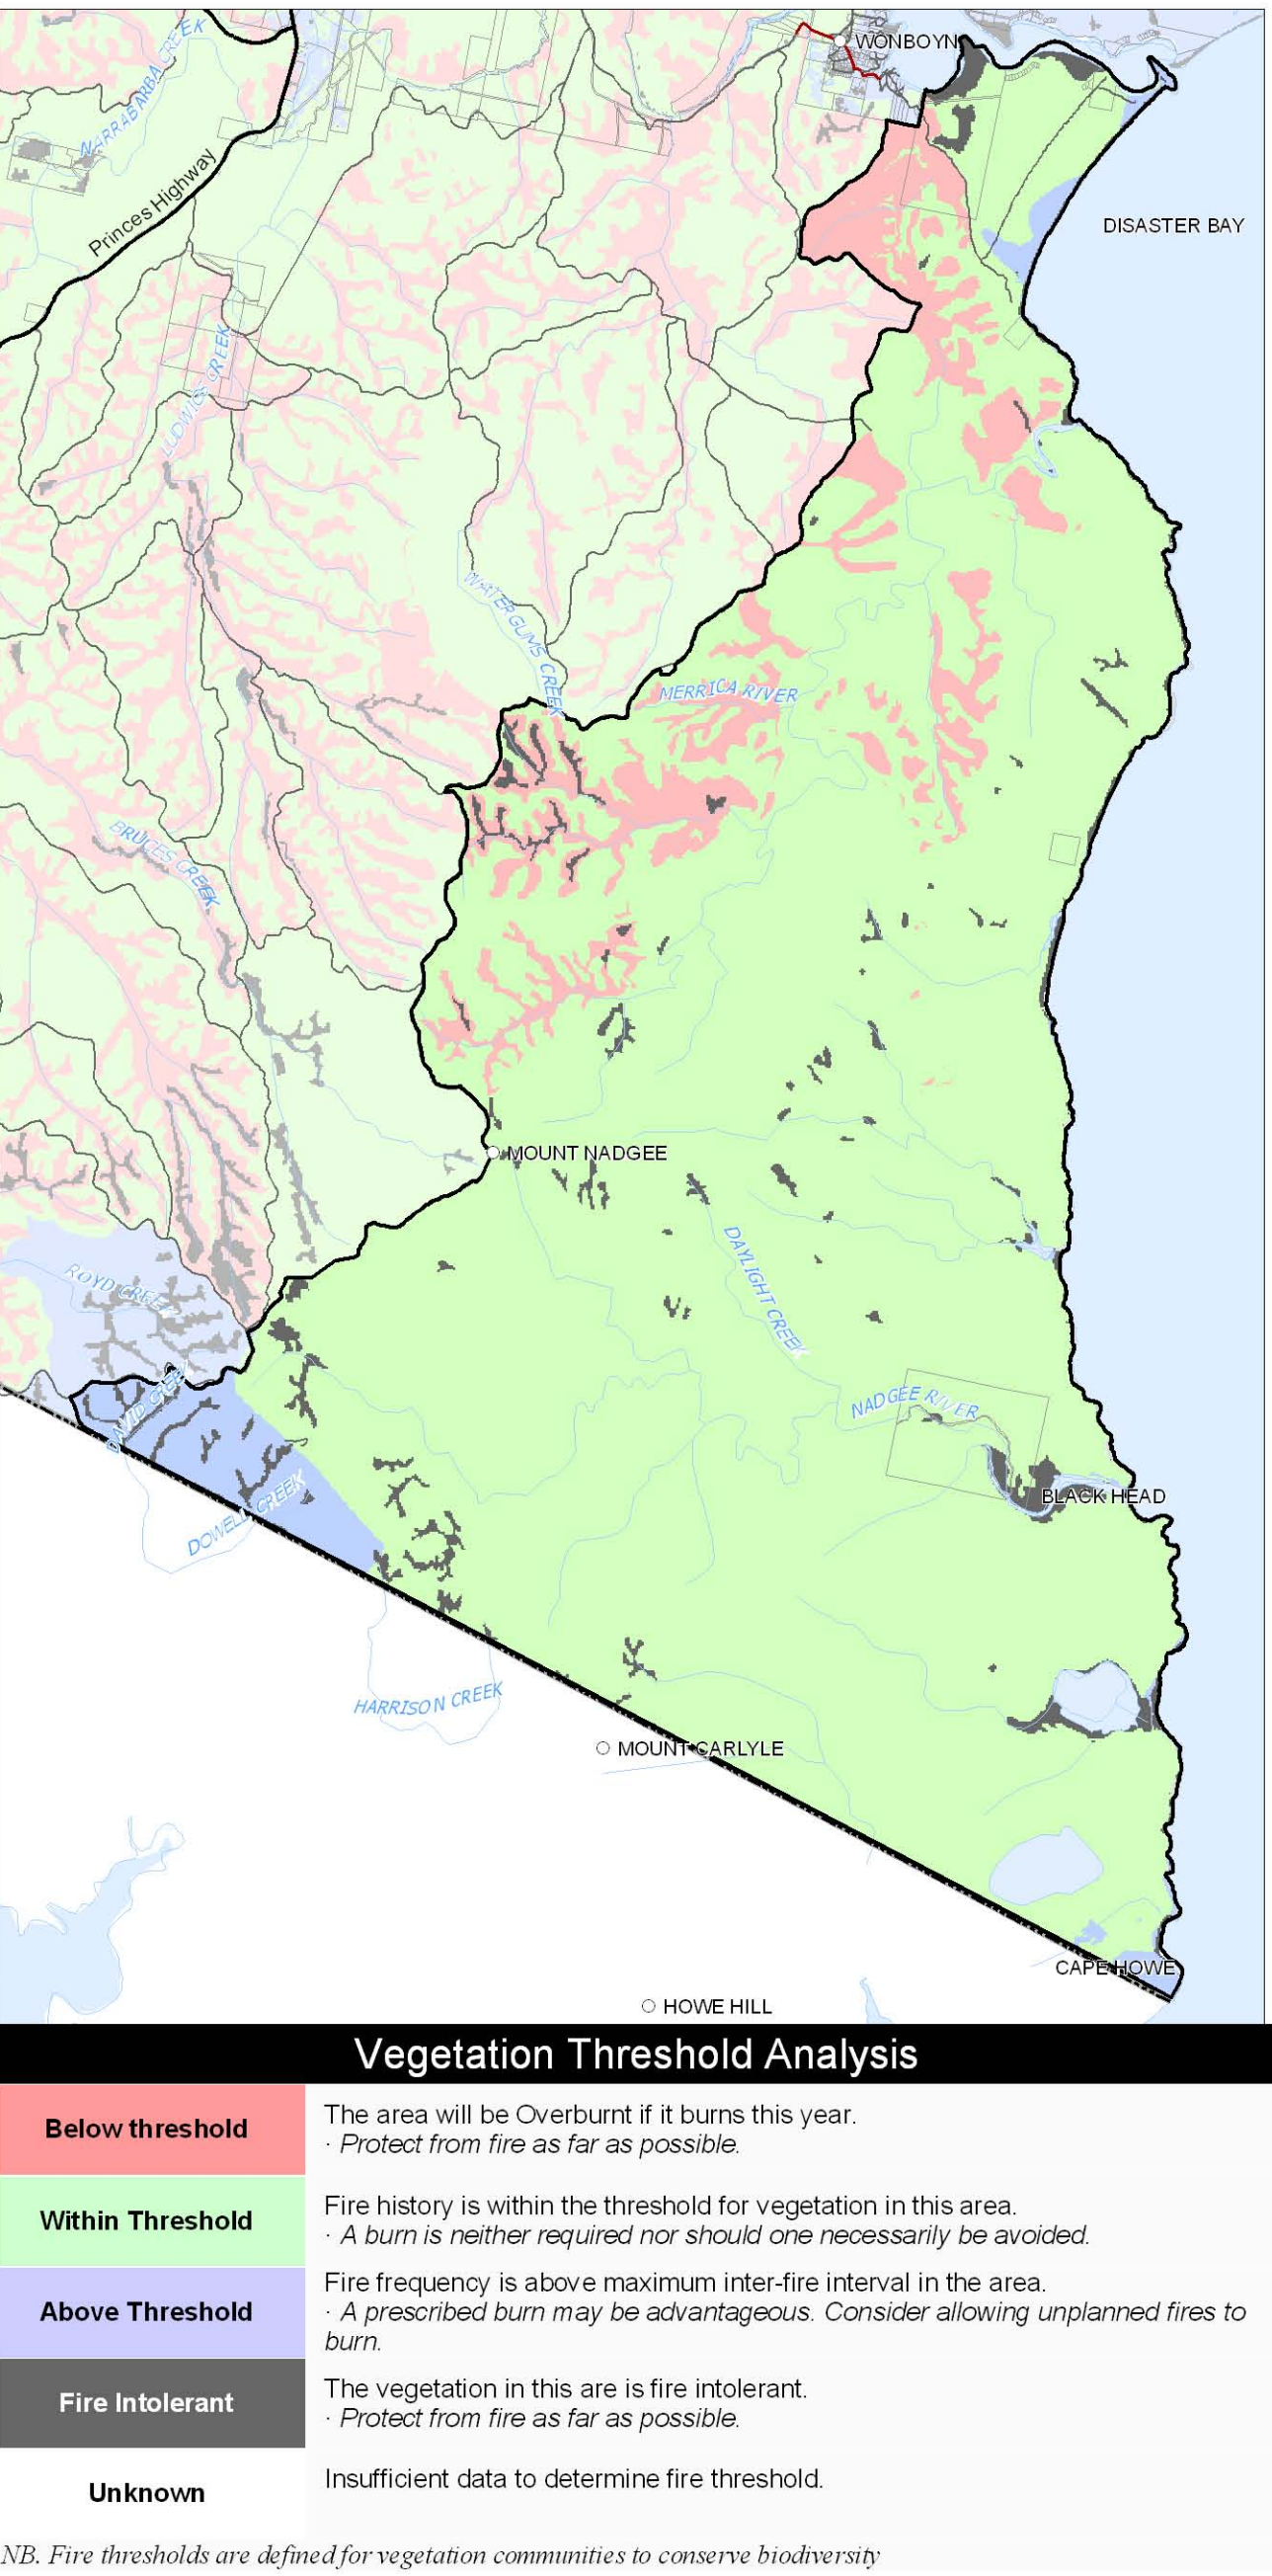 WONBOYN
NARRABARBA CREEK
Princes Highway
DISASTER BAY
LUDWIGS CREEK
WATERGUMS CREEK
MERRICA RIVER
BRUCES CREEK
MOUNT NADGEE
DAYLIGHT CREEK
ROYD CREEK
DAVID CREEK
NADGEE RIVER
BLACK HEAD
DOWELL CREEK
HARRISON CREEK
MOUNT CARLYLE
CAPE HOWE
HOWE HILL
Vegetation Threshold Analysis
Below threshold
The area will be Overburnt if it burns this year.
· Protect from fire as far as possible.
Within Threshold
Fire history is within the threshold for vegetation in this area.
· A burn is neither required nor should one necessarily be avoided.
Above Threshold
Fire frequency is above maximum inter-fire interval in the area.
· A prescribed burn may be advantageous. Consider allowing unplanned fires to
burn.
Fire Intolerant
The vegetation in this are is fire intolerant.
· Protect from fire as far as possible.
Unknown
Insufficient data to determine fire threshold.
NB. Fire thresholds are defined for vegetation communities to conserve biodiversity